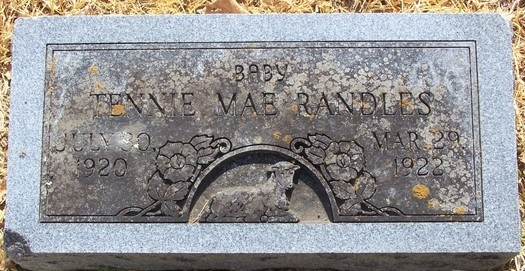 BABY
TENNIE MAE RANDLES
JULY 30, MAR. 29
1920 1922